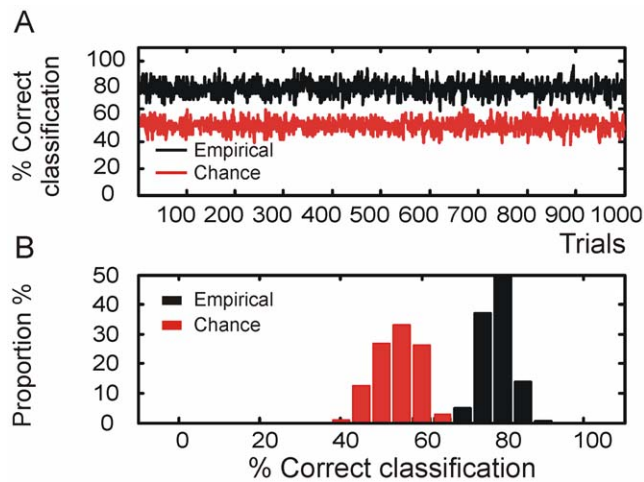 A
% Correct
classification
100
80
60
40
20
0
Empirical
Chance
100 200 300 400 500 600 700 800 900 1000
Trials
B
Proportion %
50
40
30
20
10
0
Empirical
Chance
0 20 40 60 80 100
% Correct classification